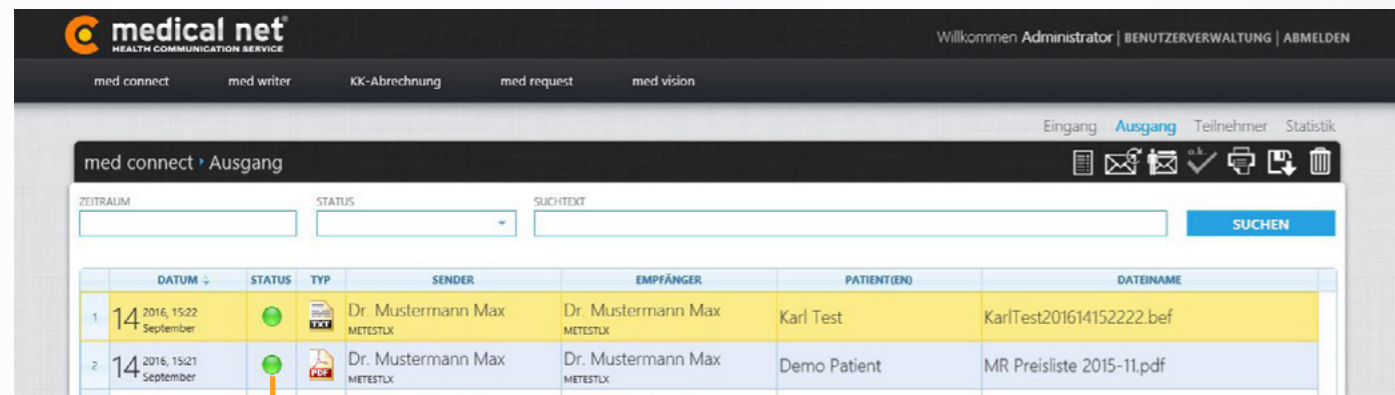 medical net®
HEALTH COMMUNICATION SERVICE
Willkommen Administrator | BENUTZERVERWALTUNG | ABMELDEN
med connect med writer KK-Abrechnung med request med vision
Eingang Ausgang Teilnehmer Statistik
med connect Ausgang
o.k.
ZEITRAUM STATUS SUCHTEXT
SUCHEN
DATUM STATUS TYP SENDER EMPFÄNGER PATIENT(EN) DATEINAME
1 14 2016, 15:22 September TXT Dr. Mustermann Max METESTLX Dr. Mustermann Max METESTLX Karl Test KarlTest201614152222.bef
2 14 2016, 15:21 September PDF Dr. Mustermann Max METESTLX Dr. Mustermann Max METESTLX Demo Patient MR Preisliste 2015-11.pdf